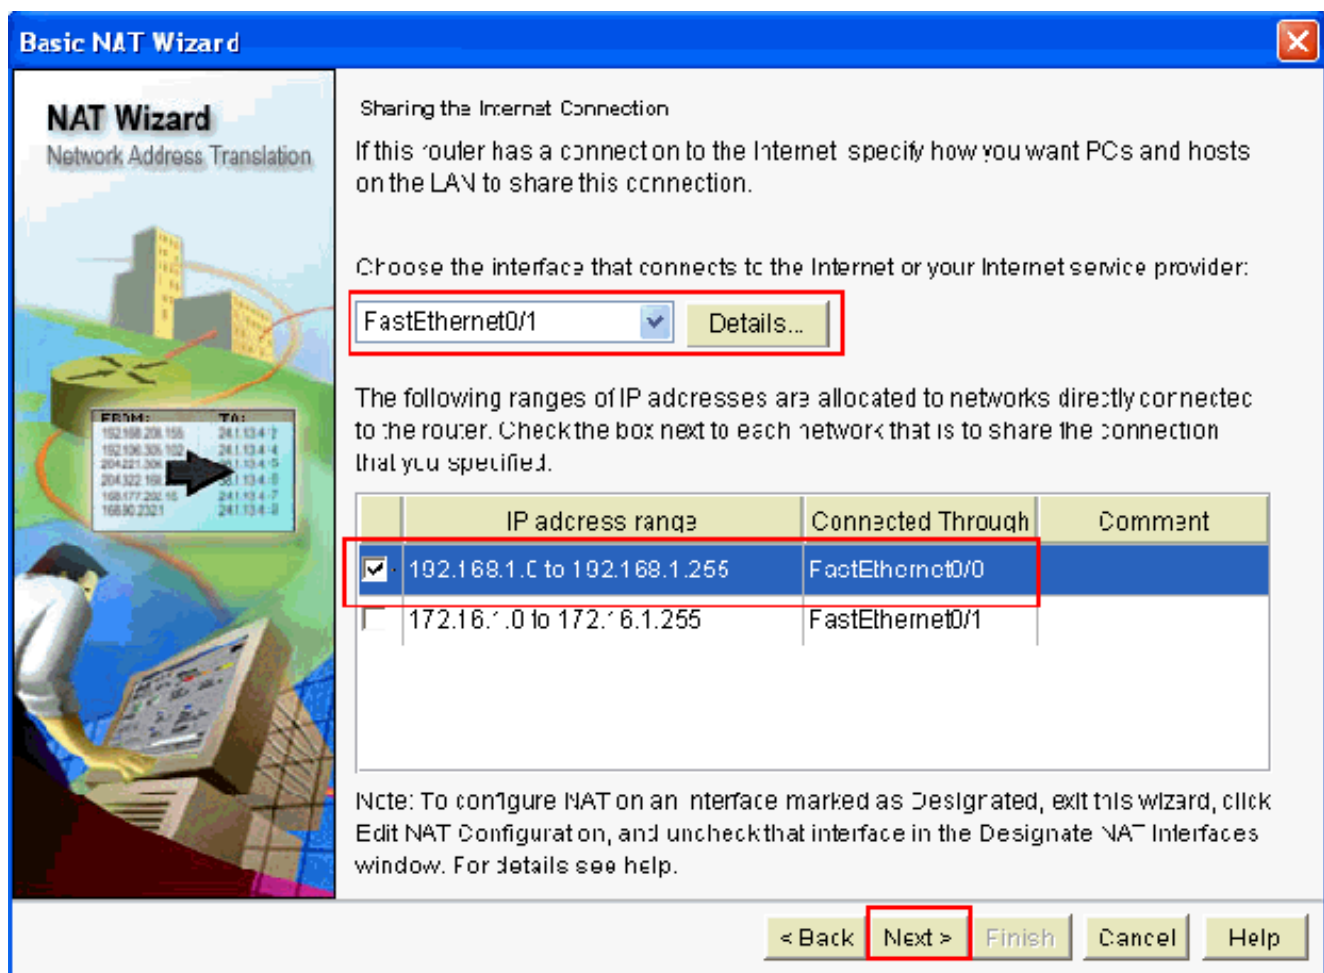 Basic NAT Wizard
NAT Wizard
Network Address Translation
Sharing the Internet Connection
If this router has a connection to the Internet specify how you want PCs and hosts
on the LAN to share this connection.
Choose the interface that connects to the Internet or your Internet service provider:
FastEthernet0/1
Details...
The following ranges of IP addresses are allocated to networks directly connected
to the router. Check the box next to each network that is to share the connection
that you specified.
IP address range Connected Through Comment
192.168.1.0 to 192.168.1.255 FastEthernet0/0
172.16.1.0 to 172.16.1.255 FastEthernet0/1
Note: To configure NAT on an interface marked as Designated, exit this wizard, click
Edit NAT Configuration, and uncheck that interface in the Designate NAT Interfaces
window. For details see help.
< Back Next > Finish Cancel Help
FROM: TO: